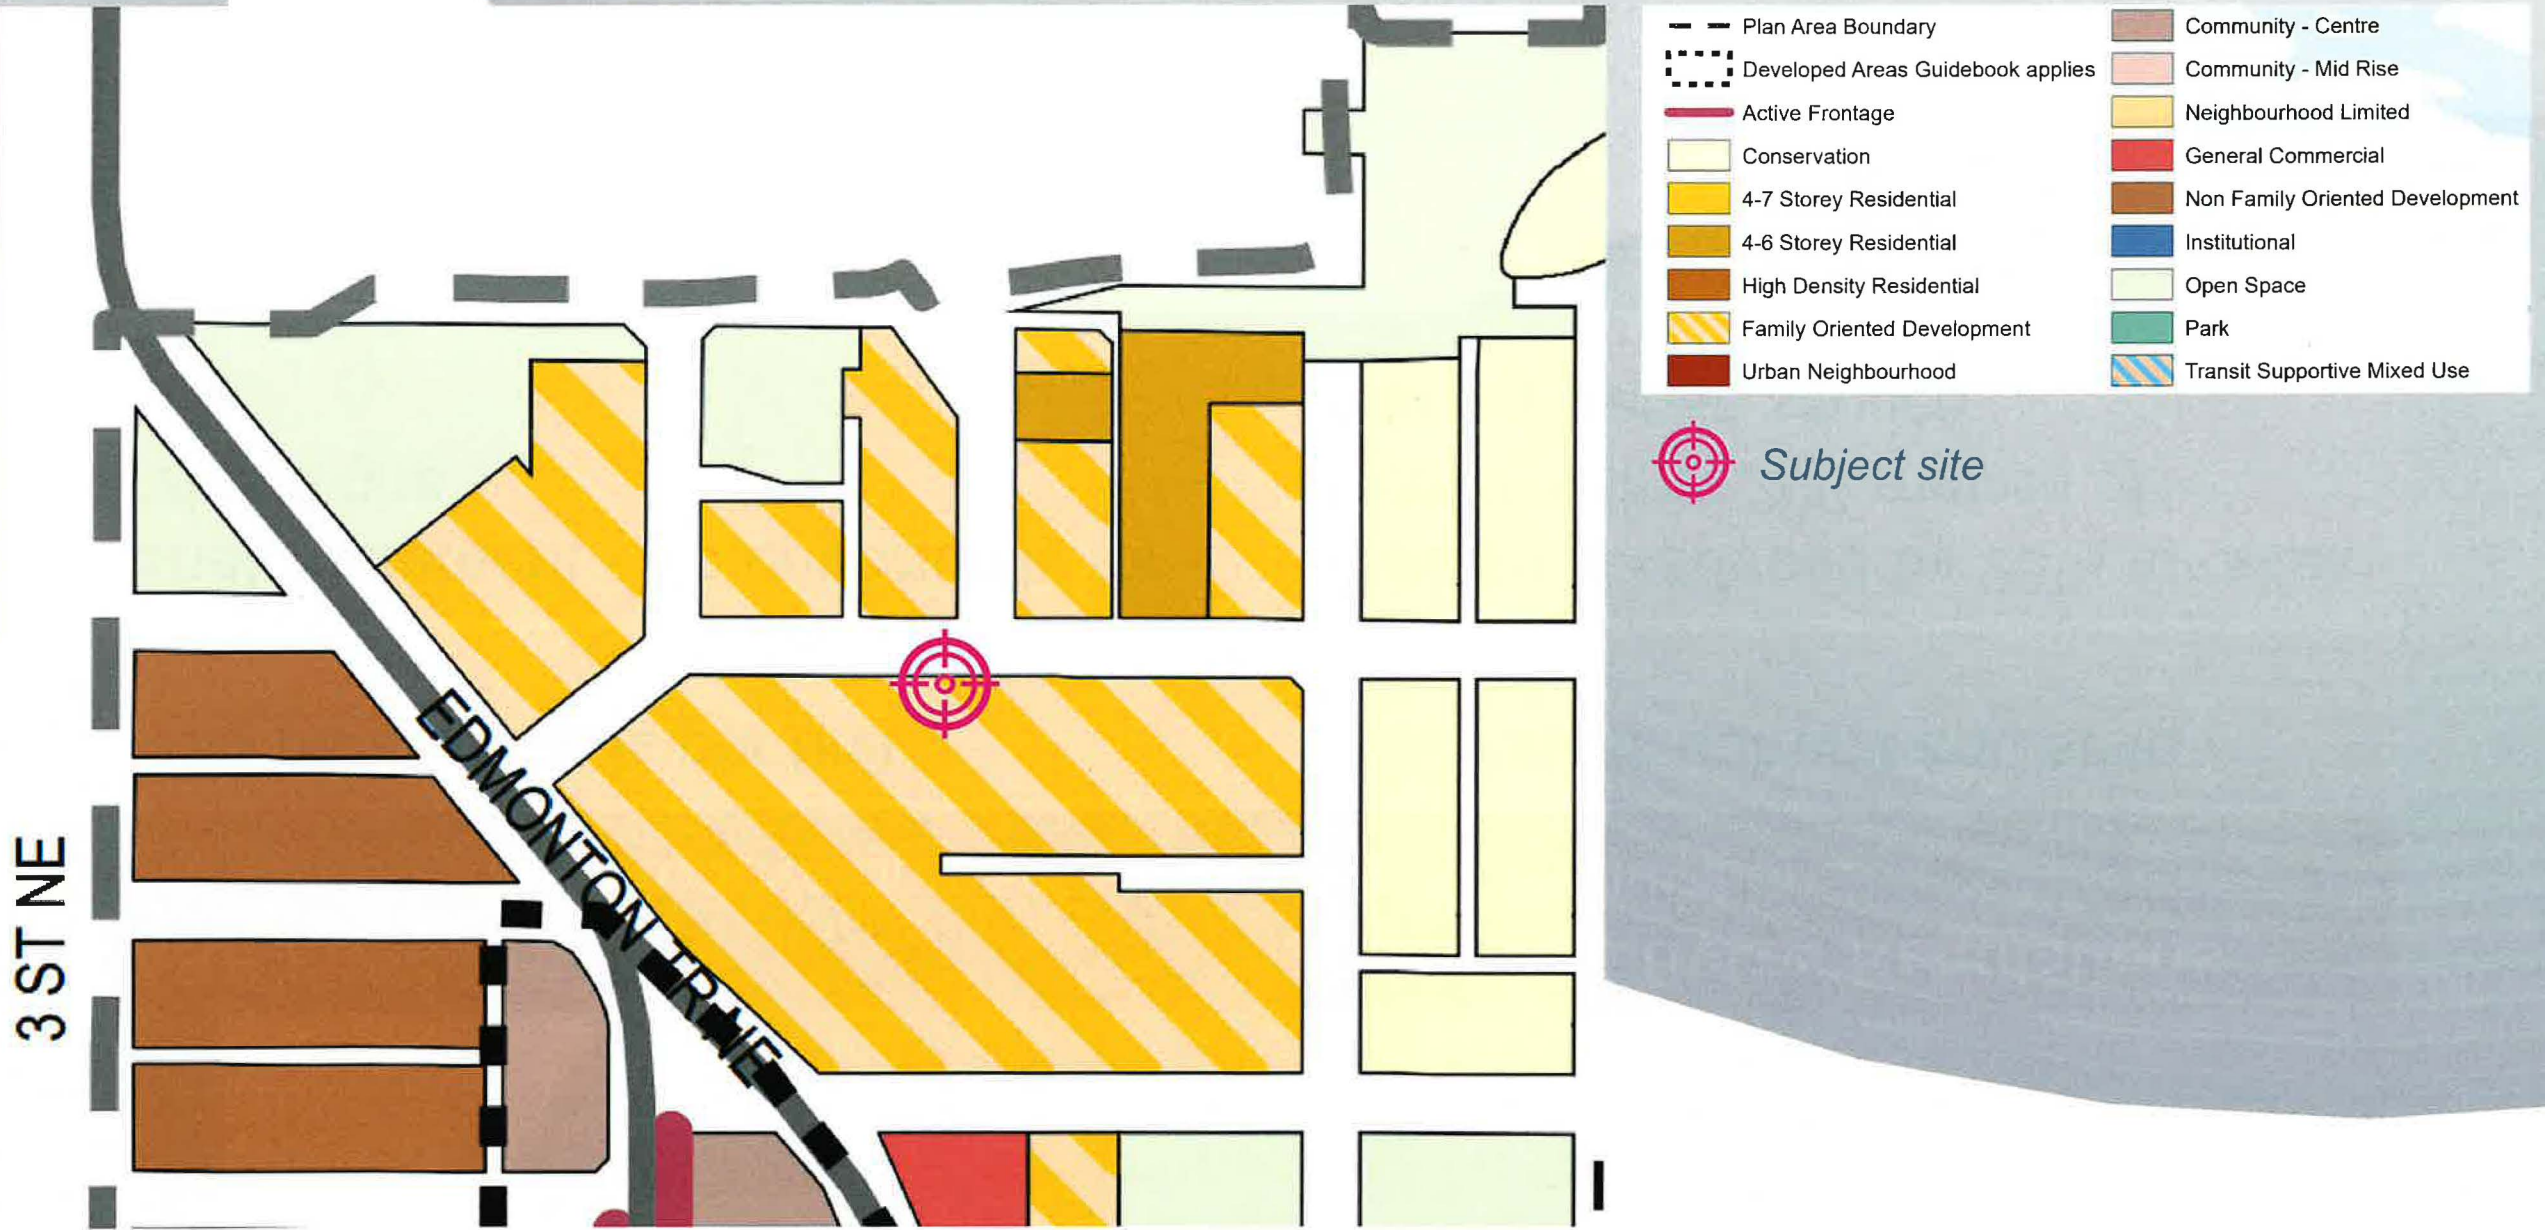 Plan Area Boundary
Developed Areas Guidebook applies
Active Frontage
Conservation
4-7 Storey Residential
4-6 Storey Residential
High Density Residential
Family Oriented Development
Urban Neighbourhood
Community - Centre
Community - Mid Rise
Neighbourhood Limited
General Commercial
Non Family Oriented Development
Institutional
Open Space
Park
Transit Supportive Mixed Use
Subject site
EDMONTON TR NE
3 ST NE